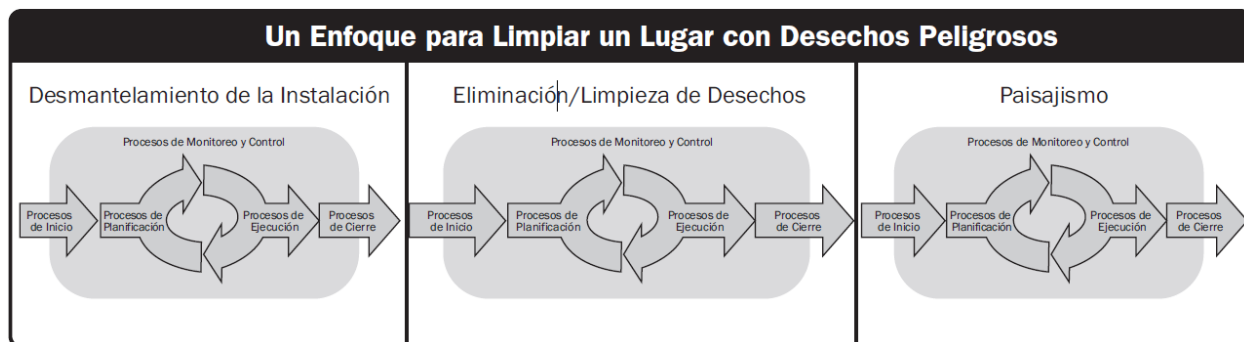 Un Enfoque para Limpiar un Lugar con Desechos Peligrosos
Desmantelamiento de la Instalación
Procesos de Monitoreo y Control
Procesos
de Inicio
Procesos de
Planificación
Procesos de
Ejecución
Procesos
de Cierre
Eliminación/Limpieza de Desechos
Procesos de Monitoreo y Control
Procesos
de Inicio
Procesos de
Planificación
Procesos de
Ejecución
Procesos
de Cierre
Paisajismo
Procesos de Monitoreo y Control
Procesos
de Inicio
Procesos de
Planificación
Procesos de
Ejecución
Procesos
de Cierre